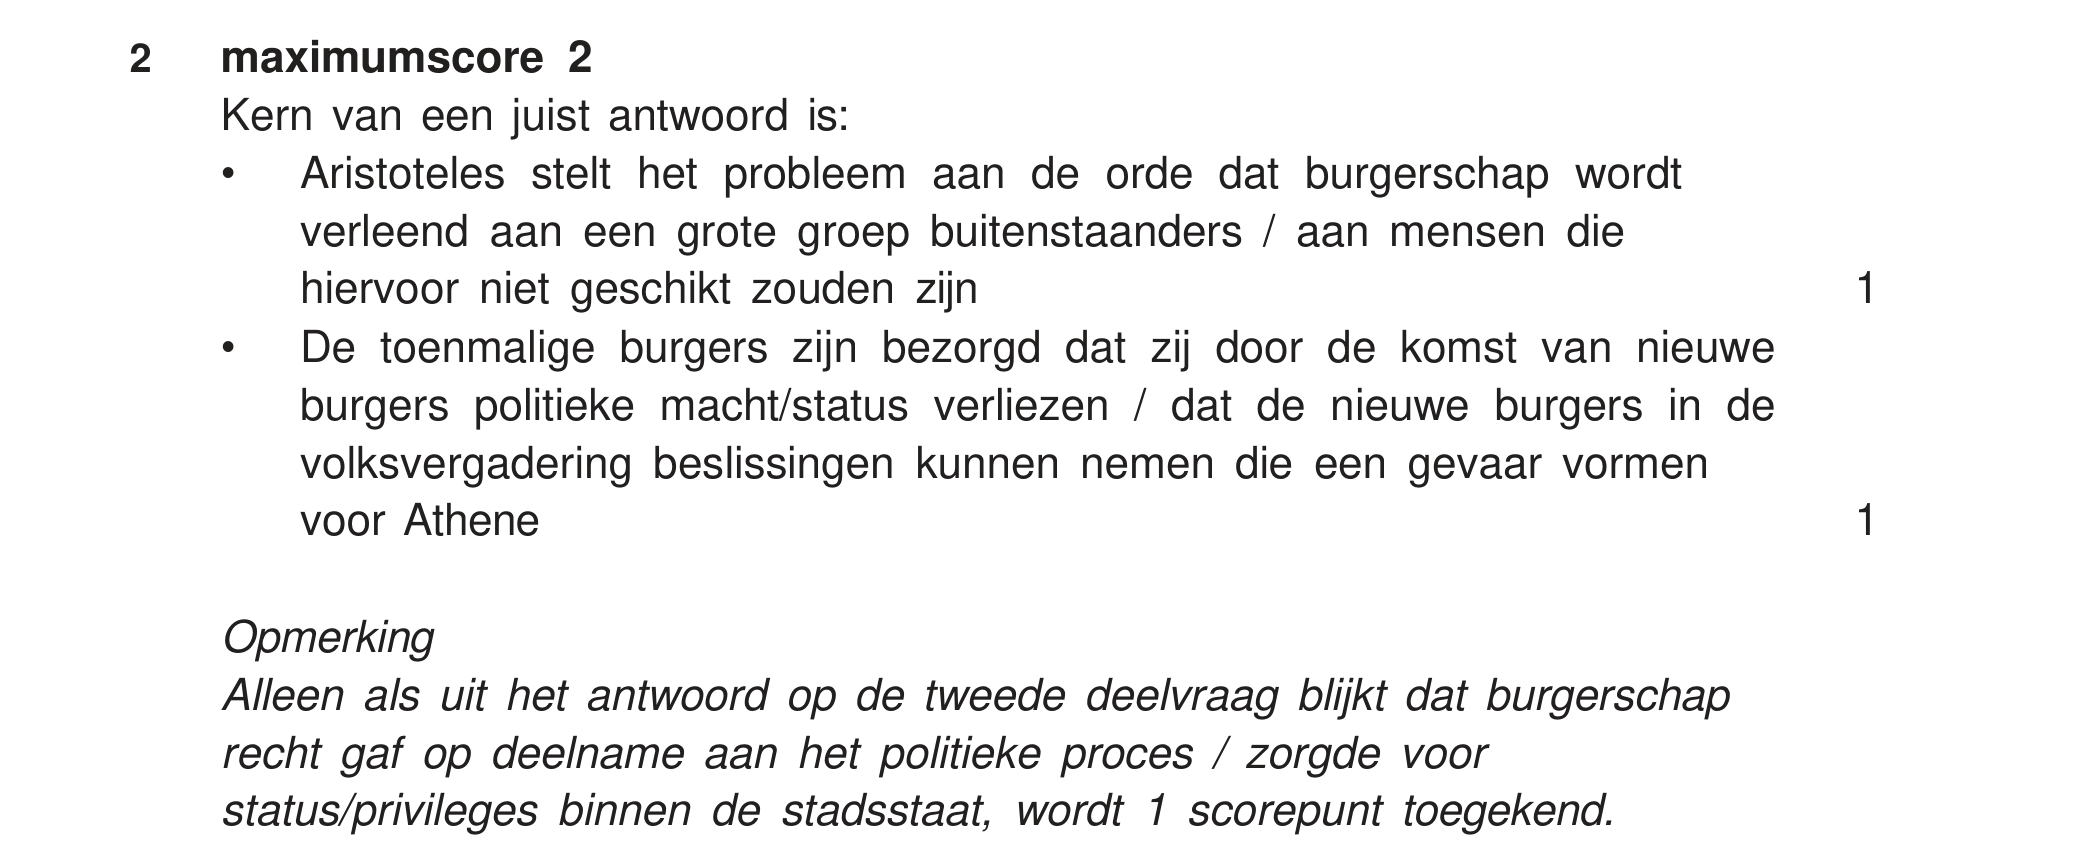 2 maximumscore 2
Kern van een juist antwoord is:
• Aristoteles stelt het probleem aan de orde dat burgerschap wordt
verleend aan een grote groep buitenstaanders / aan mensen die
hiervoor niet geschikt zouden zijn 1
• De toenmalige burgers zijn bezorgd dat zij door de komst van nieuwe
burgers politieke macht/status verliezen / dat de nieuwe burgers in de
volksvergadering beslissingen kunnen nemen die een gevaar vormen
voor Athene 1
Opmerking
Alleen als uit het antwoord op de tweede deelvraag blijkt dat burgerschap
recht gaf op deelname aan het politieke proces / zorgde voor
status/privileges binnen de stadsstaat, wordt 1 scorepunt toegekend.